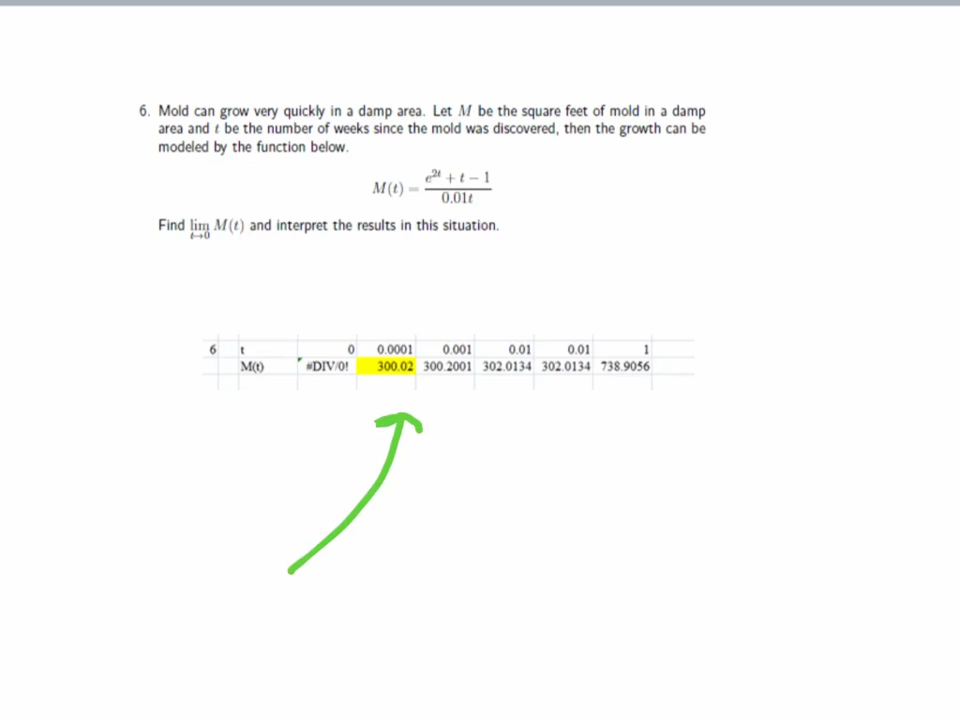 6. Mold can grow very quickly in a damp area. Let M be the square feet of mold in a damp
area and t be the number of weeks since the mold was discovered, then the growth can be
modeled by the function below.
M(t) = \frac{e^{2t} + t − 1}{0.01t}
Find lim_{t→0} M(t) and interpret the results in this situation.
6 t 0 0.0001 0.001 0.01 0.01 1
M(t) #DIV/0! 300.02 300.2001 302.0134 302.0134 738.9056